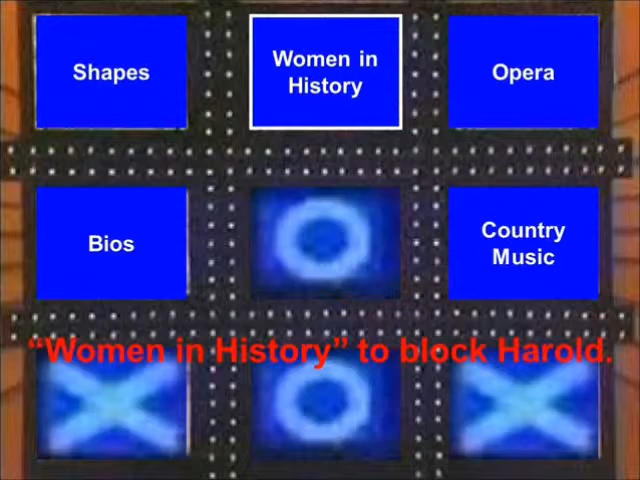 Shapes
Women in
History
Opera
Bios
O
Country
Music
"Women in History" to block Harold.
X
O
X